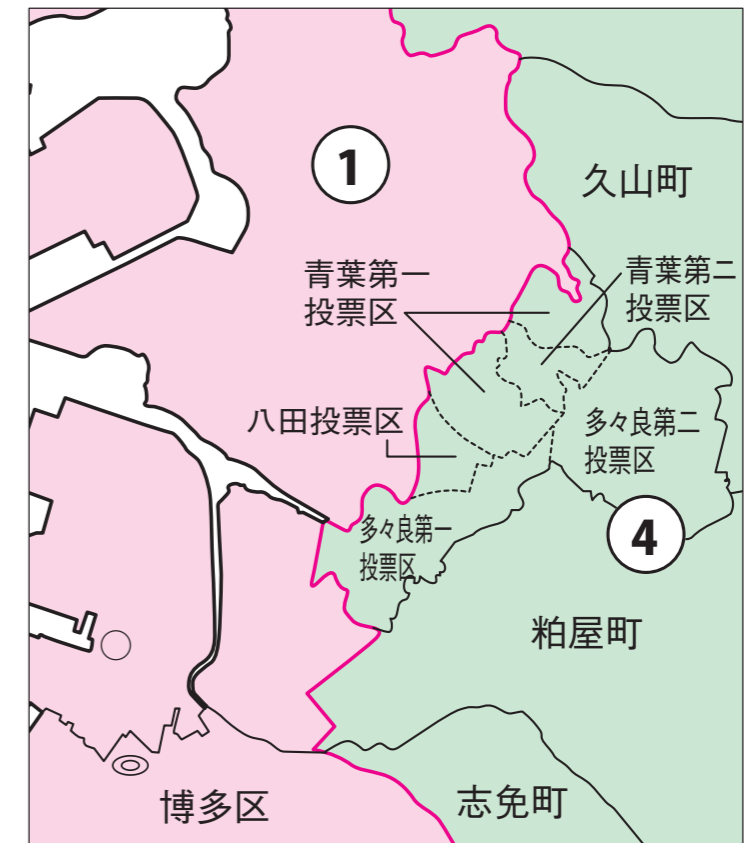 1
久山町
青葉第一
投票区
青葉第二
投票区
八田投票区
多々良第二
投票区
多々良第一
投票区
4
粕屋町
博多区
志免町